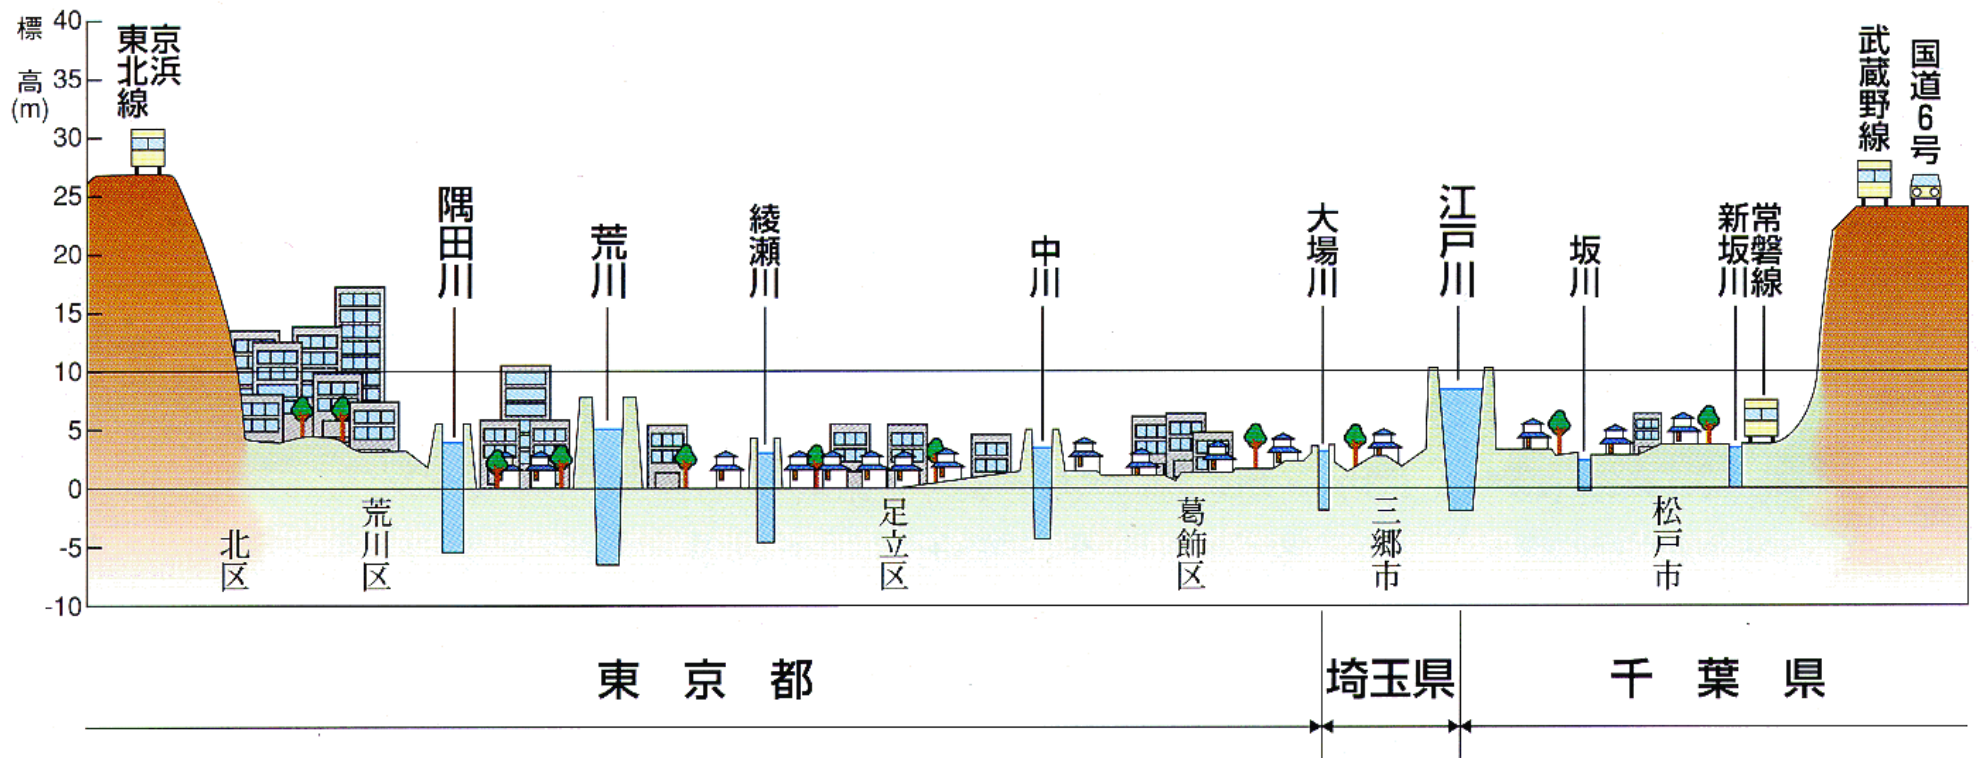 標高(m)
40
35
30
25
20
15
10
5
0
-5
-10
京浜東北線
隅田川
荒川
綾瀬川
中川
大場川
江戸川
坂川
新坂川
常磐線
武蔵野線
国道6号
北区
荒川区
足立区
葛飾区
三郷市
松戸市
東京都
埼玉県
千葉県